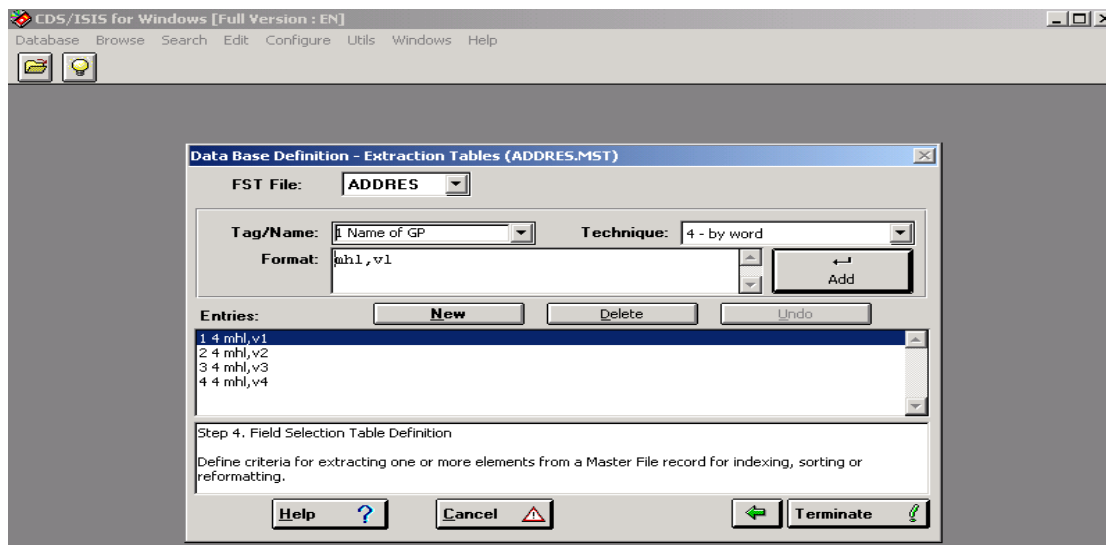 CDS/ISIS for Windows [Full Version : EN]
Database Browse Search Edit Configure Utils Windows Help
Data Base Definition - Extraction Tables (ADDRES.MST)
FST File: ADDRES
Tag/Name: 1 Name of GP Technique: 4 - by word
Format: mhl,v1
Add
Entries: New Delete Undo
1 4 mhl,v1
2 4 mhl,v2
3 4 mhl,v3
4 4 mhl,v4
Step 4. Field Selection Table Definition
Define criteria for extracting one or more elements from a Master File record for indexing, sorting or
reformatting.
Help ? Cancel Terminate